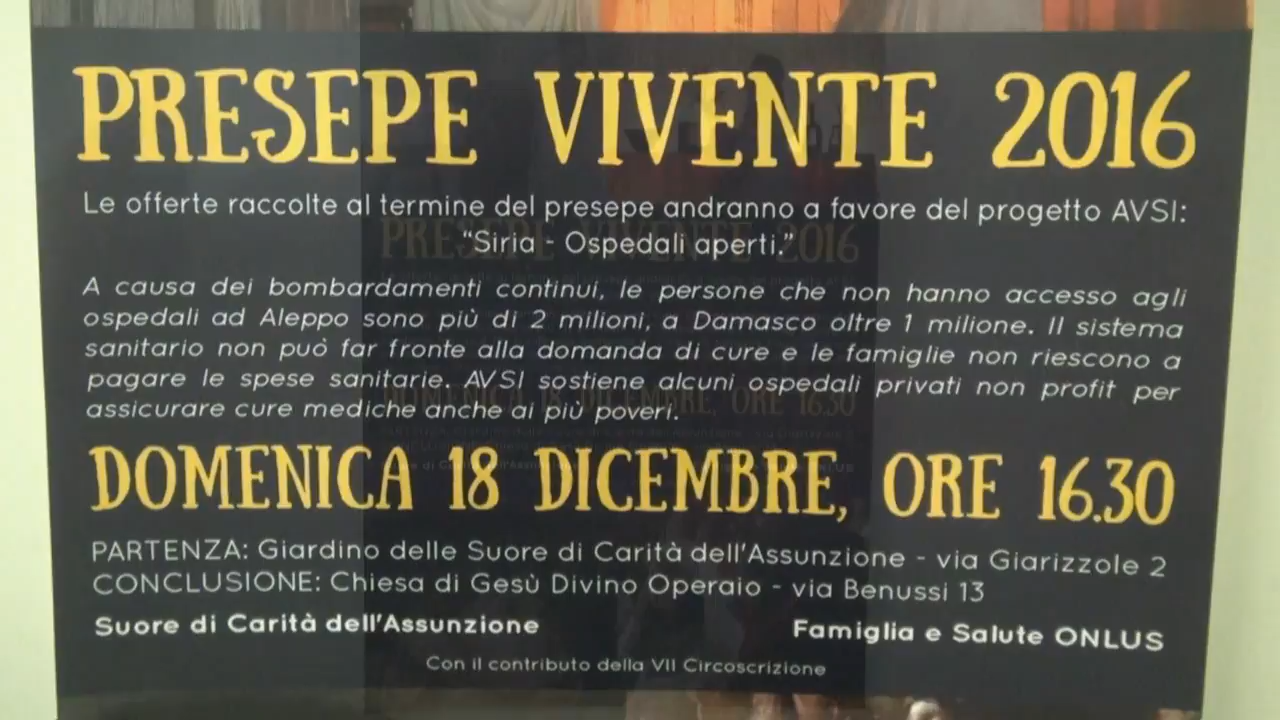 PRESEPE VIVENTE 2016
Le offerte raccolte al termine del presepe andranno a favore del progetto AVSI:
“Siria - Ospedali aperti.”
A causa dei bombardamenti continui, le persone che non hanno accesso agli
ospedali ad Aleppo sono più di 2 milioni, a Damasco oltre 1 milione. Il sistema
sanitario non può far fronte alla domanda di cure e le famiglie non riescono a
pagare le spese sanitarie. AVSI sostiene alcuni ospedali privati non profit per
assicurare cure mediche anche ai più poveri.
DOMENICA 18 DICEMBRE, ORE 16.30
PARTENZA: Giardino delle Suore di Carità dell'Assunzione - via Giarizzole 2
CONCLUSIONE: Chiesa di Gesù Divino Operaio - via Benussi 13
Suore di Carità dell'Assunzione Famiglia e Salute ONLUS
Con il contributo della VII Circoscrizione